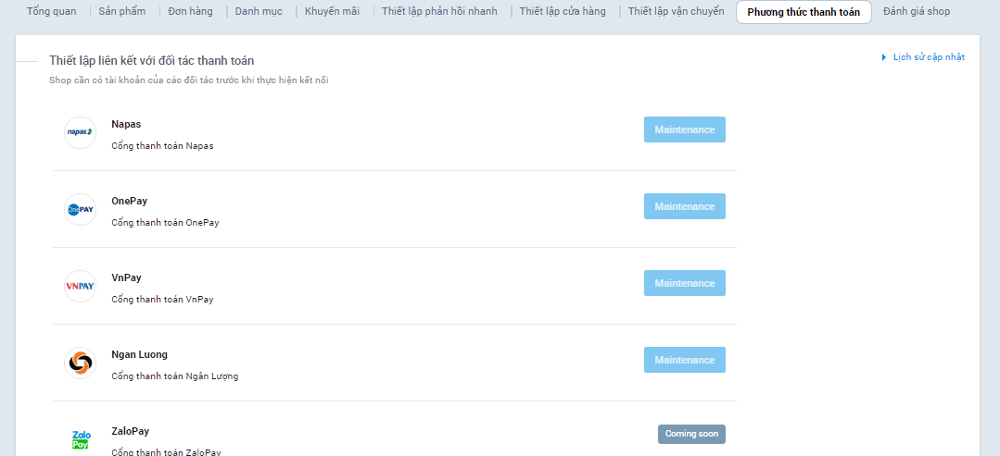 Tổng quan
Sản phẩm
Đơn hàng
Danh mục
Khuyến mãi
Thiết lập phản hồi nhanh
Thiết lập cửa hàng
Thiết lập vận chuyển
Phương thức thanh toán
Đánh giá shop
Thiết lập liên kết với đối tác thanh toán
Lịch sử cập nhật
Shop cần có tài khoản của các đối tác trước khi thực hiện kết nối
napas
Napas
Cổng thanh toán Napas
Maintenance
OnePAY
OnePay
Cổng thanh toán OnePay
Maintenance
VNPAY
VnPay
Cổng thanh toán VnPay
Maintenance
Ngan Luong
Cổng thanh toán Ngân Lượng
Maintenance
Zalo
Pay
ZaloPay
Cổng thanh toán ZaloPay
Coming soon